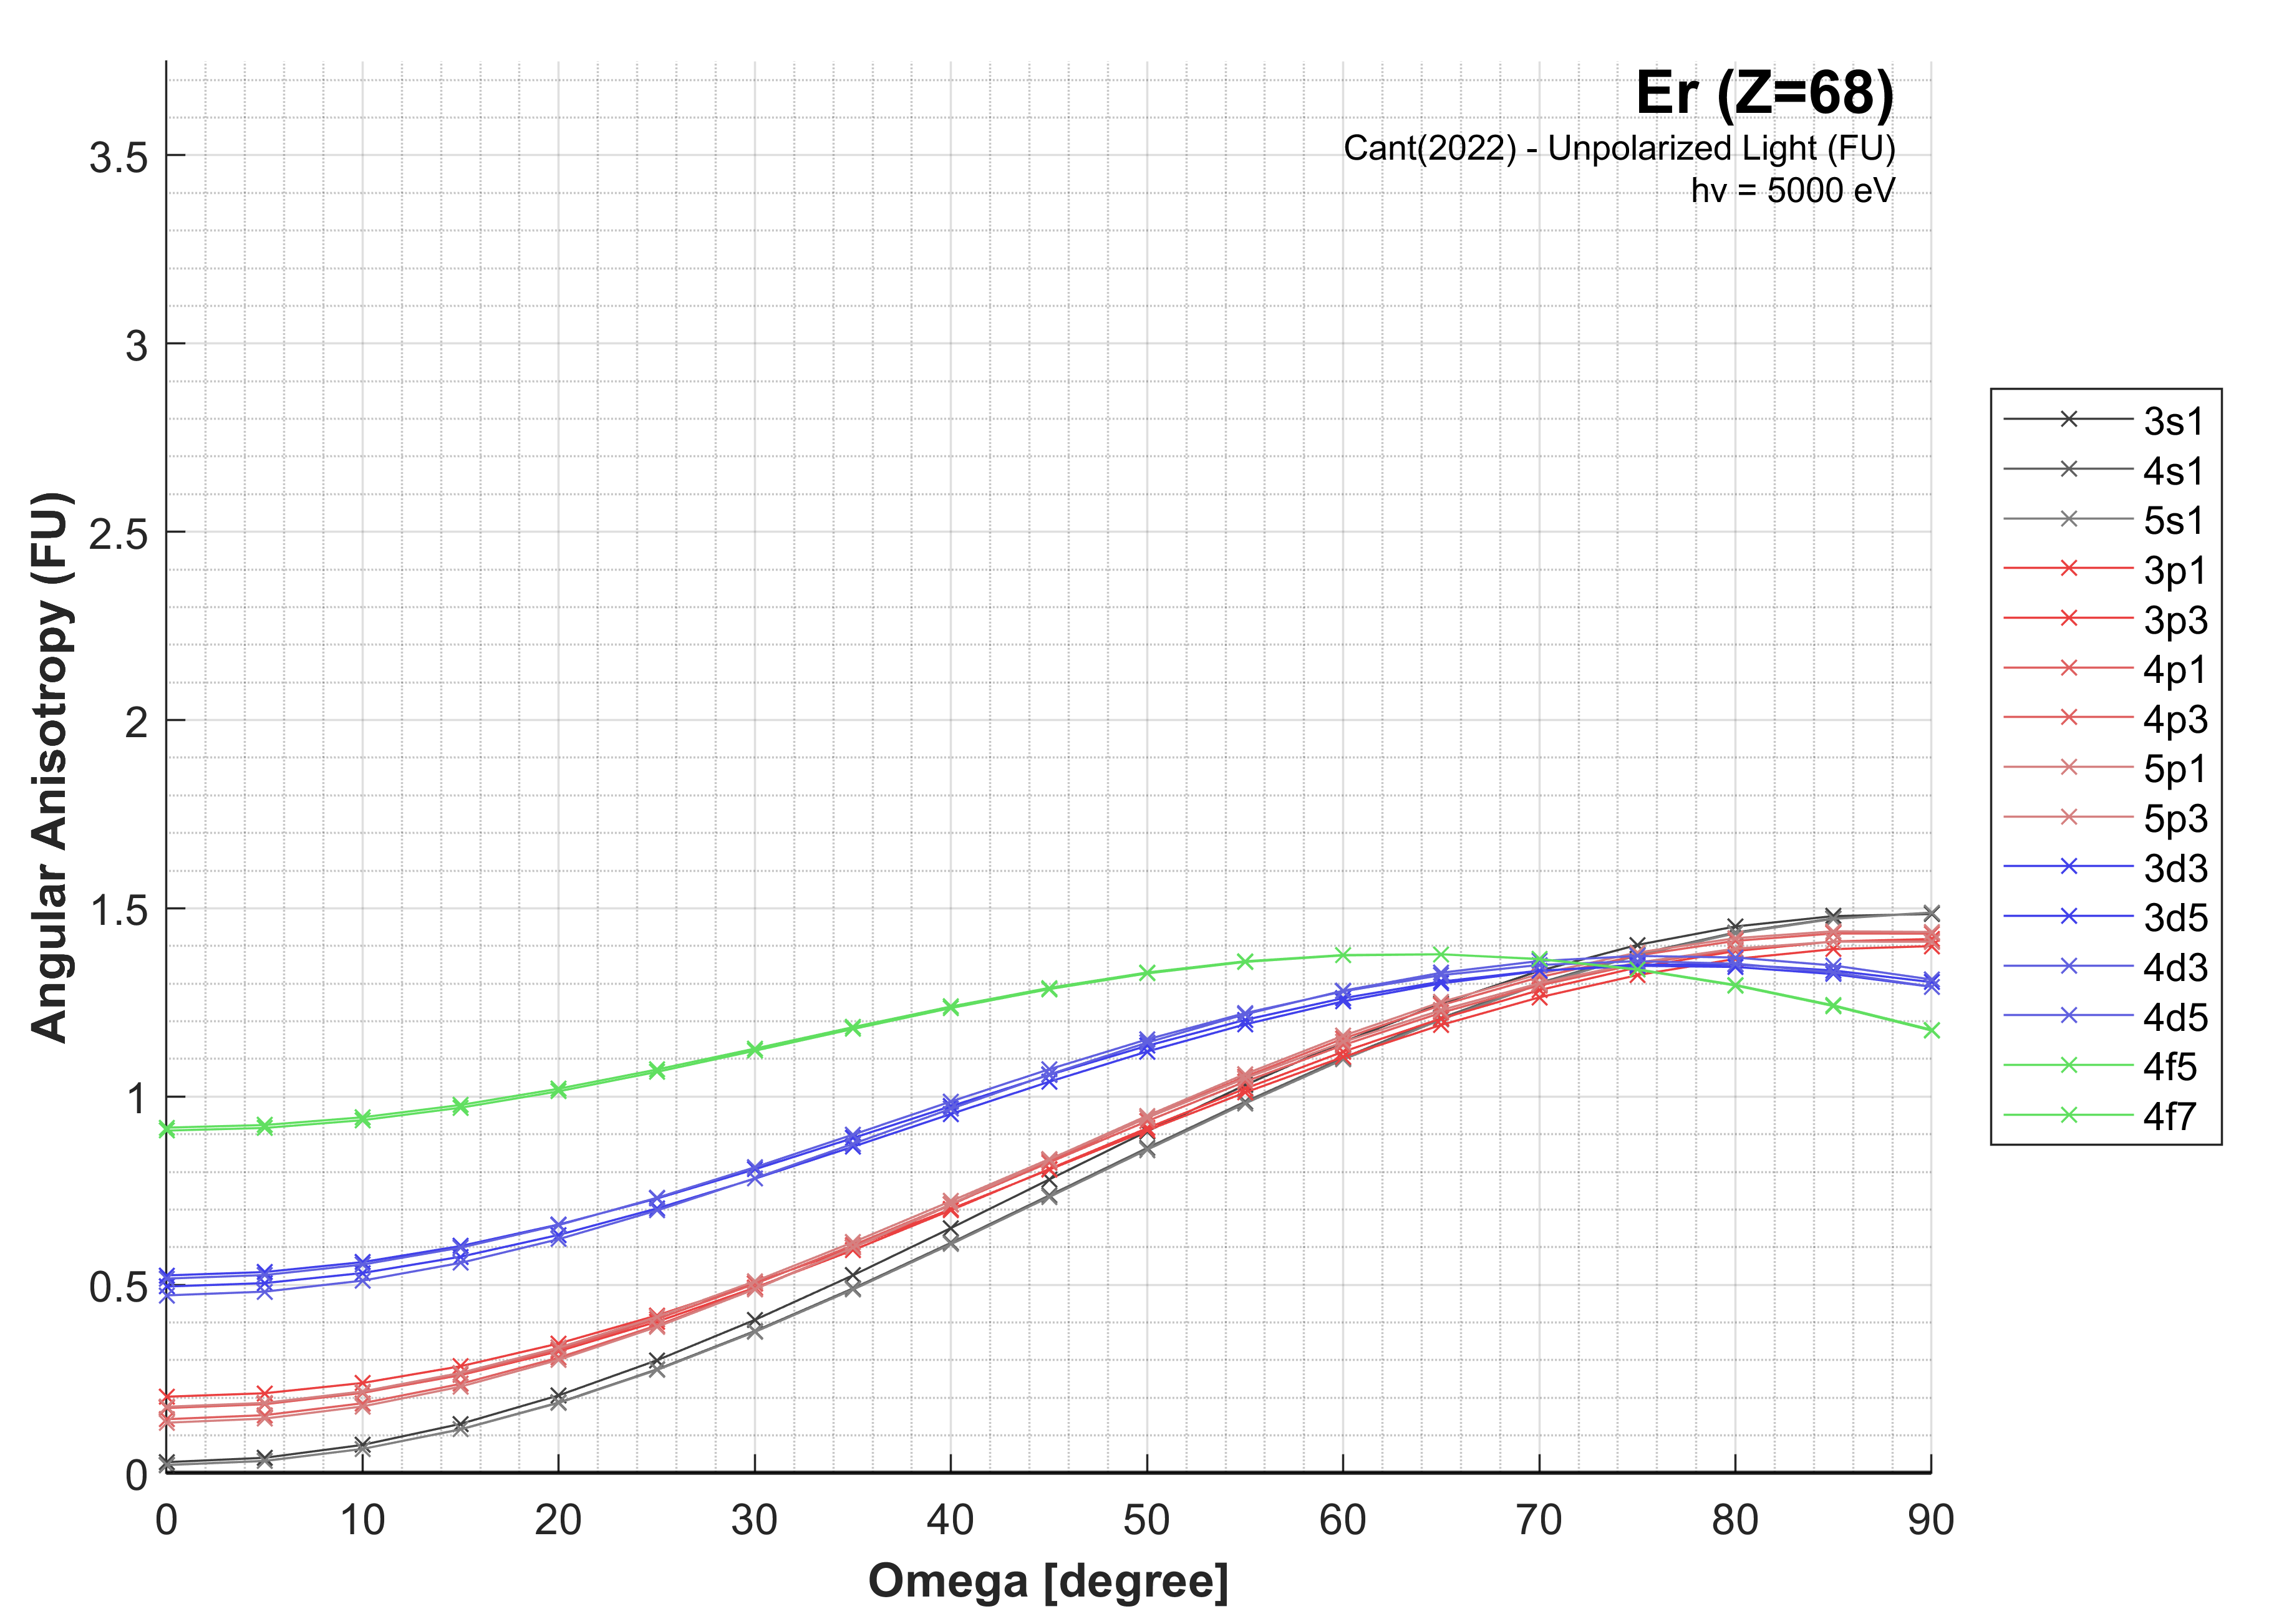 Er (Z=68)
Cant(2022) - Unpolarized Light (FU)
hv = 5000 eV
Angular Anisotropy (FU)
3.5
3
2.5
2
1.5
1
0.5
0
0 10 20 30 40 50 60 70 80 90
Omega [degree]
3s1
4s1
5s1
3p1
3p3
4p1
4p3
5p1
5p3
3d3
3d5
4d3
4d5
4f5
4f7